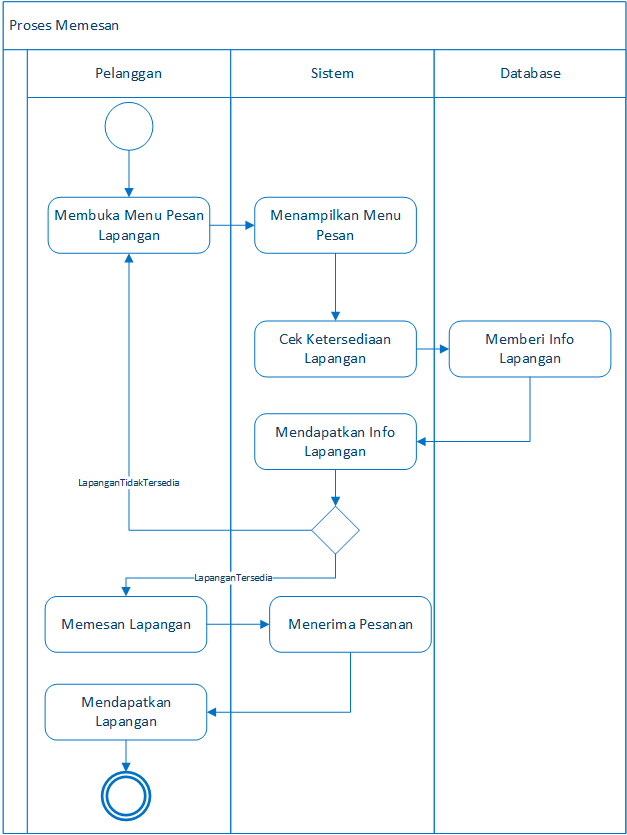 Proses Memesan
Pelanggan
Sistem
Database
Membuka Menu Pesan
Lapangan
Menampilkan Menu
Pesan
Cek Ketersediaan
Lapangan
Memberi Info
Lapangan
Mendapatkan Info
Lapangan
LapanganTidakTersedia
LapanganTersedia
Memesan Lapangan
Menerima Pesanan
Mendapatkan
Lapangan